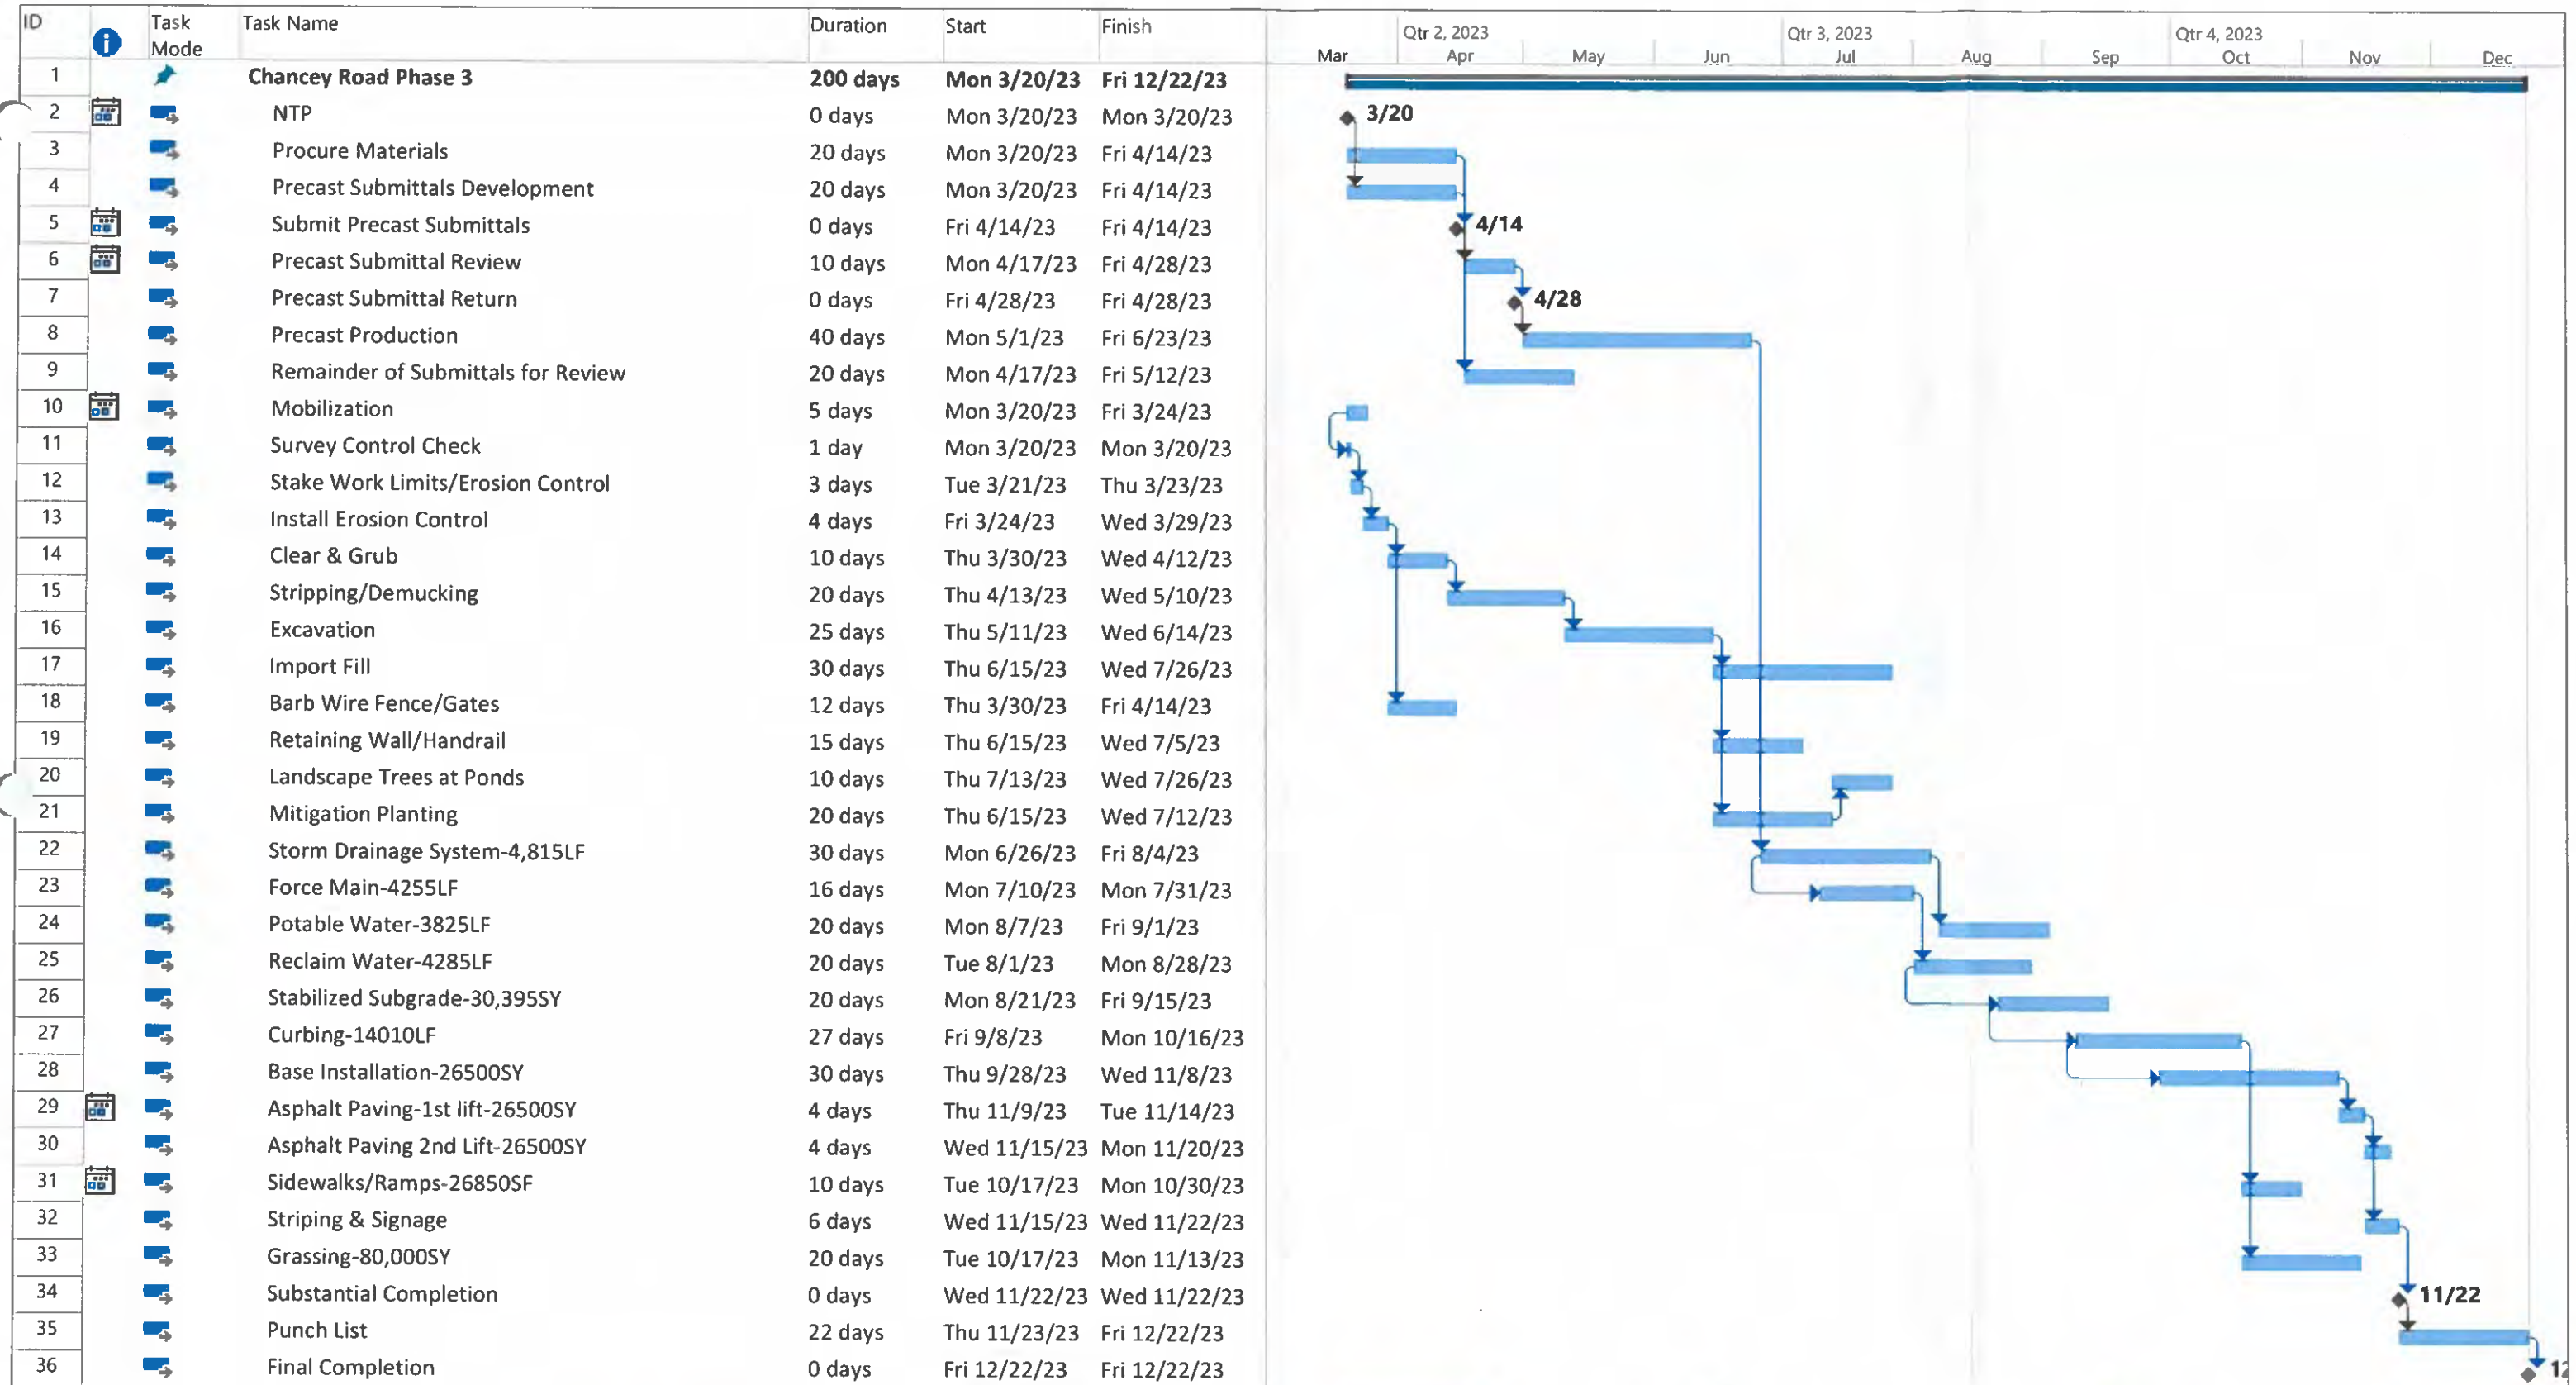 ID Task Mode Task Name Duration Start Finish
Qtr 2, 2023 Qtr 3, 2023 Qtr 4, 2023
Mar Apr May Jun Jul Aug Sep Oct Nov Dec
1 Chancey Road Phase 3 200 days Mon 3/20/23 Fri 12/22/23
2 NTP 0 days Mon 3/20/23 Mon 3/20/23 3/20
3 Procure Materials 20 days Mon 3/20/23 Fri 4/14/23
4 Precast Submittals Development 20 days Mon 3/20/23 Fri 4/14/23
5 Submit Precast Submittals 0 days Fri 4/14/23 Fri 4/14/23 4/14
6 Precast Submittal Review 10 days Mon 4/17/23 Fri 4/28/23
7 Precast Submittal Return 0 days Fri 4/28/23 Fri 4/28/23 4/28
8 Precast Production 40 days Mon 5/1/23 Fri 6/23/23
9 Remainder of Submittals for Review 20 days Mon 4/17/23 Fri 5/12/23
10 Mobilization 5 days Mon 3/20/23 Fri 3/24/23
11 Survey Control Check 1 day Mon 3/20/23 Mon 3/20/23
12 Stake Work Limits/Erosion Control 3 days Tue 3/21/23 Thu 3/23/23
13 Install Erosion Control 4 days Fri 3/24/23 Wed 3/29/23
14 Clear & Grub 10 days Thu 3/30/23 Wed 4/12/23
15 Stripping/Demucking 20 days Thu 4/13/23 Wed 5/10/23
16 Excavation 25 days Thu 5/11/23 Wed 6/14/23
17 Import Fill 30 days Thu 6/15/23 Wed 7/26/23
18 Barb Wire Fence/Gates 12 days Thu 3/30/23 Fri 4/14/23
19 Retaining Wall/Handrail 15 days Thu 6/15/23 Wed 7/5/23
20 Landscape Trees at Ponds 10 days Thu 7/13/23 Wed 7/26/23
21 Mitigation Planting 20 days Thu 6/15/23 Wed 7/12/23
22 Storm Drainage System-4,815LF 30 days Mon 6/26/23 Fri 8/4/23
23 Force Main-4255LF 16 days Mon 7/10/23 Mon 7/31/23
24 Potable Water-3825LF 20 days Mon 8/7/23 Fri 9/1/23
25 Reclaim Water-4285LF 20 days Tue 8/1/23 Mon 8/28/23
26 Stabilized Subgrade-30,395SY 20 days Mon 8/21/23 Fri 9/15/23
27 Curbing-14010LF 27 days Fri 9/8/23 Mon 10/16/23
28 Base Installation-26500SY 30 days Thu 9/28/23 Wed 11/8/23
29 Asphalt Paving-1st lift-26500SY 4 days Thu 11/9/23 Tue 11/14/23
30 Asphalt Paving 2nd Lift-26500SY 4 days Wed 11/15/23 Mon 11/20/23
31 Sidewalks/Ramps-26850SF 10 days Tue 10/17/23 Mon 10/30/23
32 Striping & Signage 6 days Wed 11/15/23 Wed 11/22/23
33 Grassing-80,000SY 20 days Tue 10/17/23 Mon 11/13/23
34 Substantial Completion 0 days Wed 11/22/23 Wed 11/22/23 11/22
35 Punch List 22 days Thu 11/23/23 Fri 12/22/23
36 Final Completion 0 days Fri 12/22/23 Fri 12/22/23